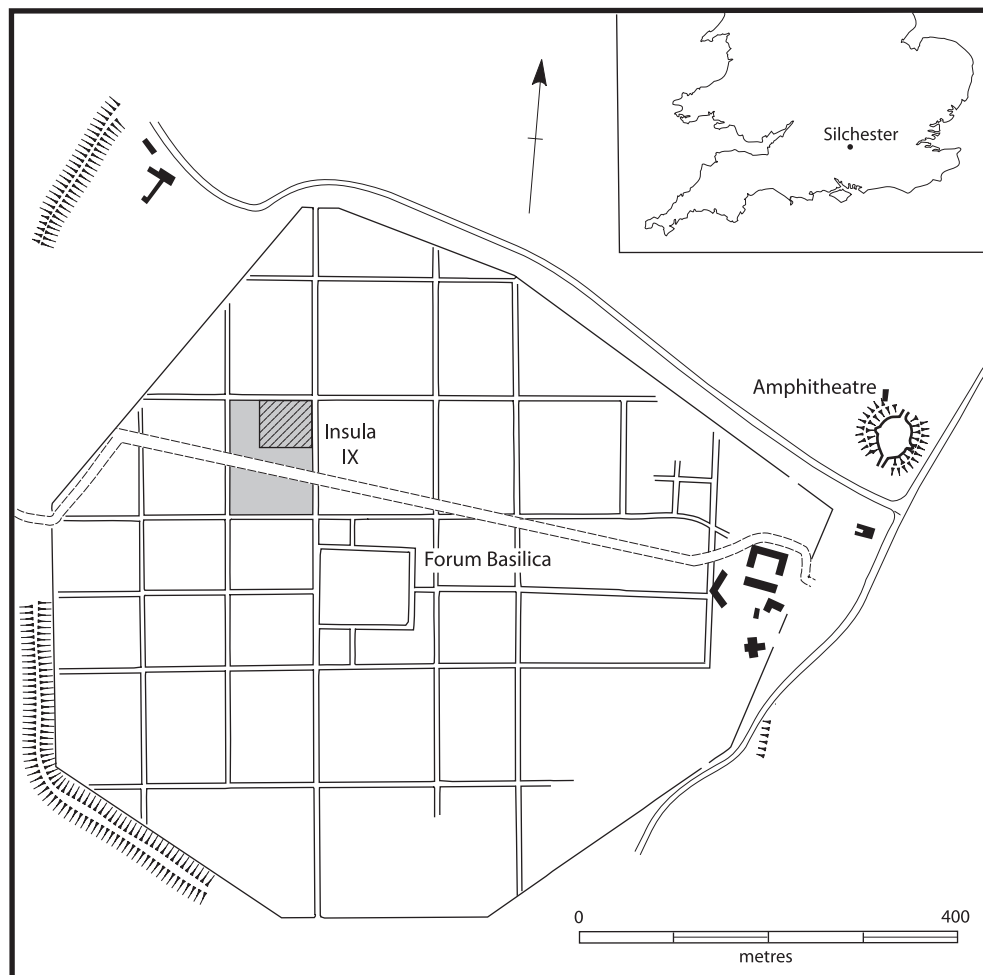 Silchester
Amphitheatre
Insula
IX
Forum Basilica
0 400
metres